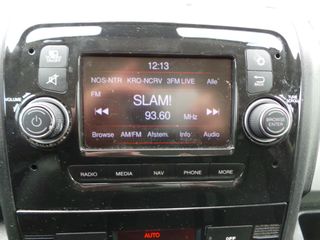 12:13
NOS-NTR KRO-NCRV 3FM LIVE Alle
FM
SLAM!
93.60 MHz
Browse AM/FM Afstem. Info Audio
VOLUME
BROWSE ENTER
RADIO MEDIA NAV PHONE MORE
AUTO
OFF